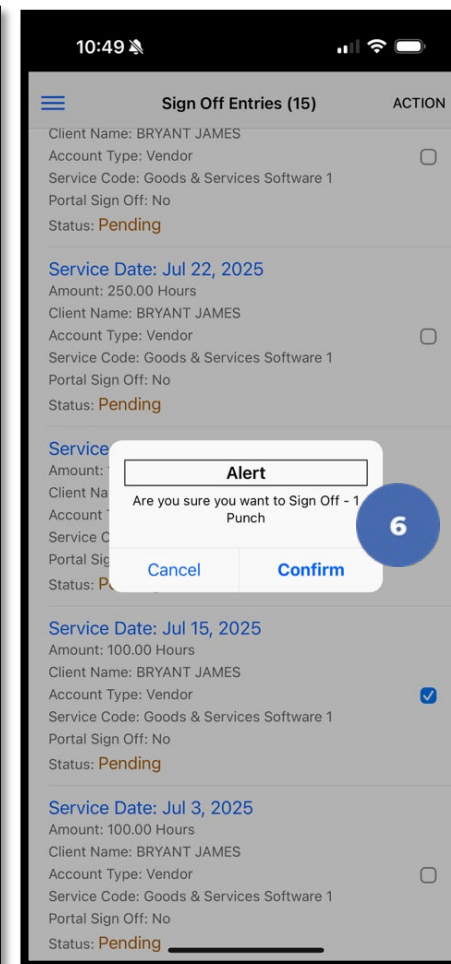 10:49
Sign Off Entries (15)
ACTION
Client Name: BRYANT JAMES
Account Type: Vendor
Service Code: Goods & Services Software 1
Portal Sign Off: No
Status: Pending
Service Date: Jul 22, 2025
Amount: 250.00 Hours
Client Name: BRYANT JAMES
Account Type: Vendor
Service Code: Goods & Services Software 1
Portal Sign Off: No
Status: Pending
Service
Amount:
Client Na
Account
Service C
Portal Sig
Status: P
Alert
Are you sure you want to Sign Off - 1
Punch
Cancel
Confirm
6
Service Date: Jul 15, 2025
Amount: 100.00 Hours
Client Name: BRYANT JAMES
Account Type: Vendor
Service Code: Goods & Services Software 1
Portal Sign Off: No
Status: Pending
Service Date: Jul 3, 2025
Amount: 100.00 Hours
Client Name: BRYANT JAMES
Account Type: Vendor
Service Code: Goods & Services Software 1
Portal Sign Off: No
Status: Pending